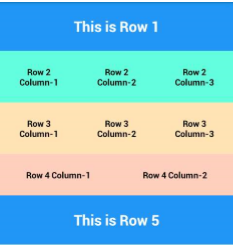 This is Row 1
Row 2 Column-1
Row 2 Column-2
Row 2 Column-3
Row 3 Column-1
Row 3 Column-2
Row 3 Column-3
Row 4 Column-1
Row 4 Column-2
This is Row 5